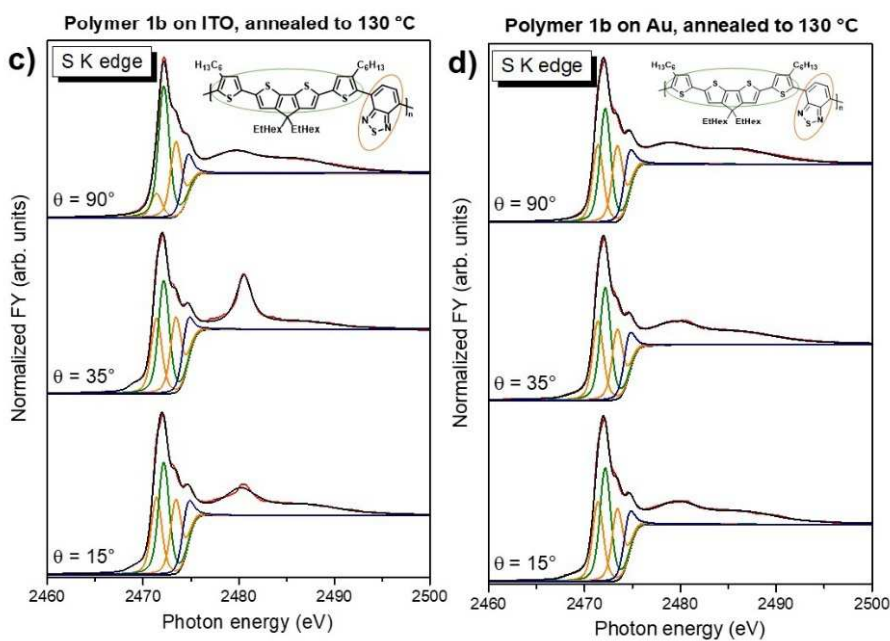 Polymer 1b on ITO, annealed to 130 °C
c)
S K edge
H13C6
C6H13
S
S
S
S
n
EtHex
EtHex
N
S
N
θ = 90°
θ = 35°
θ = 15°
Normalized FY (arb. units)
2460
2470
2480
2490
2500
Photon energy (eV)
Polymer 1b on Au, annealed to 130 °C
d)
S K edge
H13C6
C6H13
S
S
S
S
n
EtHex
EtHex
N
S
N
θ = 90°
θ = 35°
θ = 15°
Normalized FY (arb. units)
2460
2470
2480
2490
2500
Photon energy (eV)